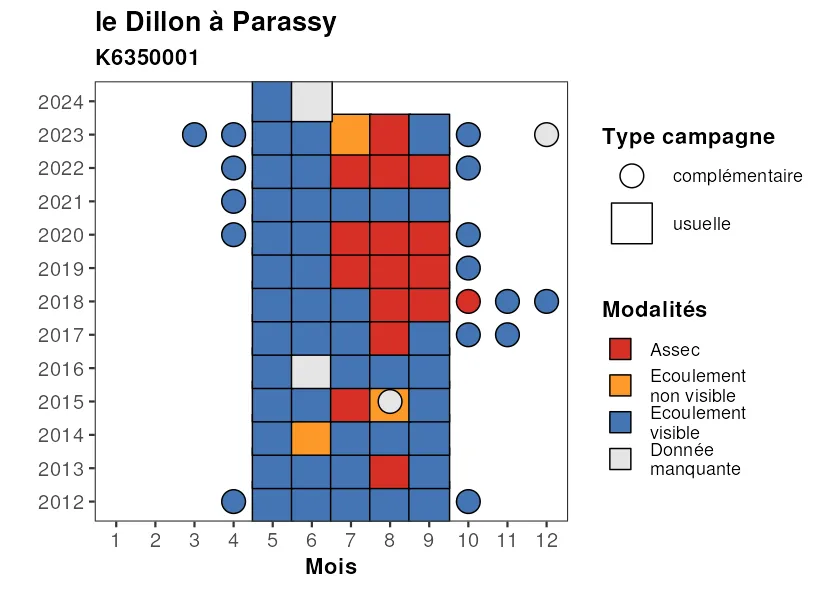 le Dillon à Parassy
K6350001
2024
2023
2022
2021
2020
2019
2018
2017
2016
2015
2014
2013
2012
1 2 3 4 5 6 7 8 9 10 11 12
Mois
Type campagne
complémentaire
usuelle
Modalités
Assec
Ecoulement
non visible
Ecoulement
visible
Donnée
manquante